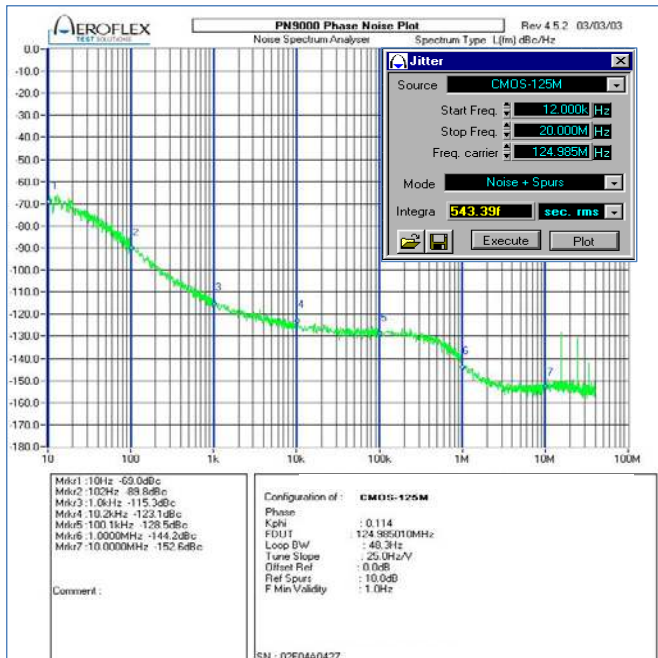 AEROFLEX
TEST SOLUTIONS
PN9000 Phase Noise Plot
Rev 4.5.2 03/03/03
Noise Spectrum Analyser
Spectrum Type L(fm) dBc/Hz
0.0
-10.0
-20.0
-30.0
-40.0
-50.0
-60.0
-70.0
-80.0
-90.0
-100.0
-110.0
-120.0
-130.0
-140.0
-150.0
-160.0
-170.0
-180.0
10
100
1k
10k
100k
1M
10M
100M
1
2
3
4
5
6
7
Jitter
Source CMOS-125M
Start Freq. 12.000k Hz
Stop Freq. 20.000M Hz
Freq. carrier 124.985M Hz
Mode Noise + Spurs
Integra 543.39f sec. rms
Execute Plot
Mrkr1 :10Hz -69.0dBc
Mrkr2 :102Hz -89.8dBc
Mrkr3 :1.0kHz -115.3dBc
Mrkr4 :10.2kHz -123.1dBc
Mrkr5 :100.1kHz -128.5dBc
Mrkr6 :1.0000MHz -144.2dBc
Mrkr7 :10.0000MHz -152.6dBc
Comment :
Configuration of : CMOS-125M
Phase
Kphi : 0.114
FOUT : 124.985010MHz
Loop BW : 48.3Hz
Tune Slope : 25.0Hz/V
Offset Ref : 0.0dB
Ref Spurs : 10.0dB
F Min Validity : 1.0Hz
SN : 02F0460427